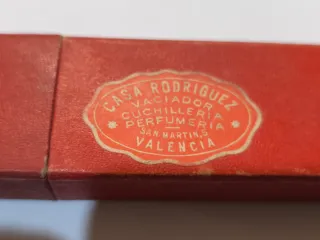 CASA RODRIGUEZ
VACIADOR
CUCHILLERIA
PERFUMERIA
SAN MARTIN, 5
VALENCIA